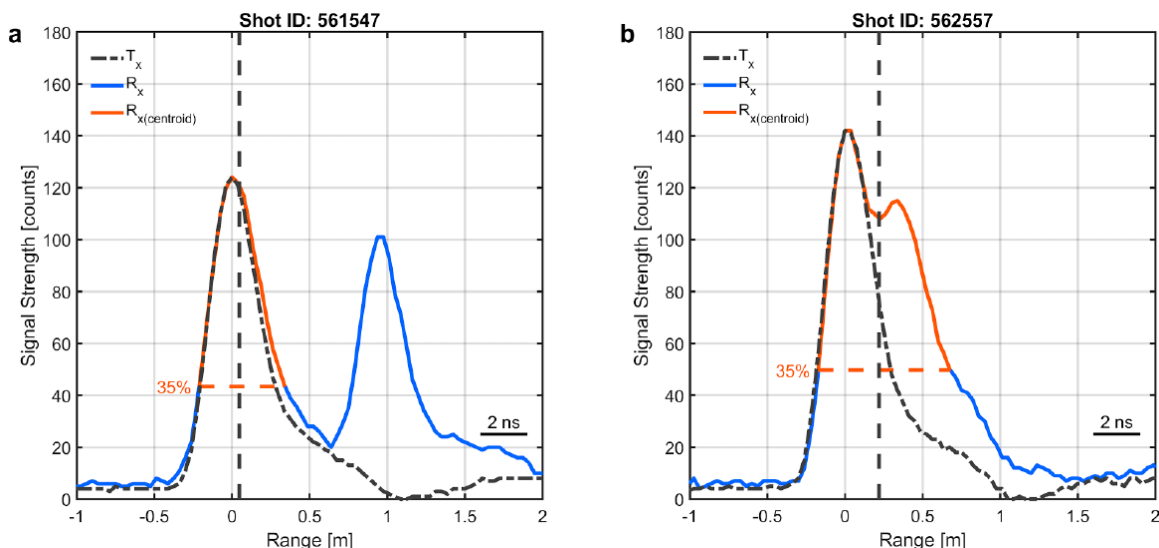 a
Shot ID: 561547
Signal Strength [counts]
180
160
140
120
100
80
60
40
20
0
Tx
Rx
Rx(centroid)
35%
2 ns
-1 -0.5 0 0.5 1 1.5 2
Range [m]
b
Shot ID: 562557
Signal Strength [counts]
180
160
140
120
100
80
60
40
20
0
Tx
Rx
Rx(centroid)
35%
2 ns
-1 -0.5 0 0.5 1 1.5 2
Range [m]